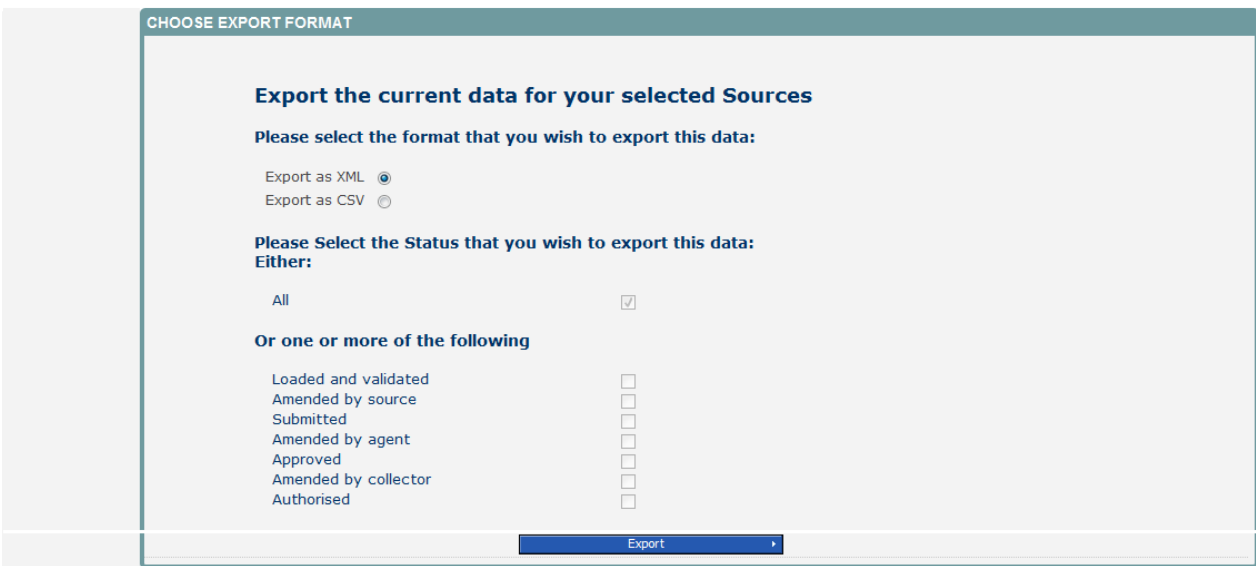 CHOOSE EXPORT FORMAT
Export the current data for your selected Sources
Please select the format that you wish to export this data:
Export as XML
Export as CSV
Please Select the Status that you wish to export this data:
Either:
All
Or one or more of the following
Loaded and validated
Amended by source
Submitted
Amended by agent
Approved
Amended by collector
Authorised
Export